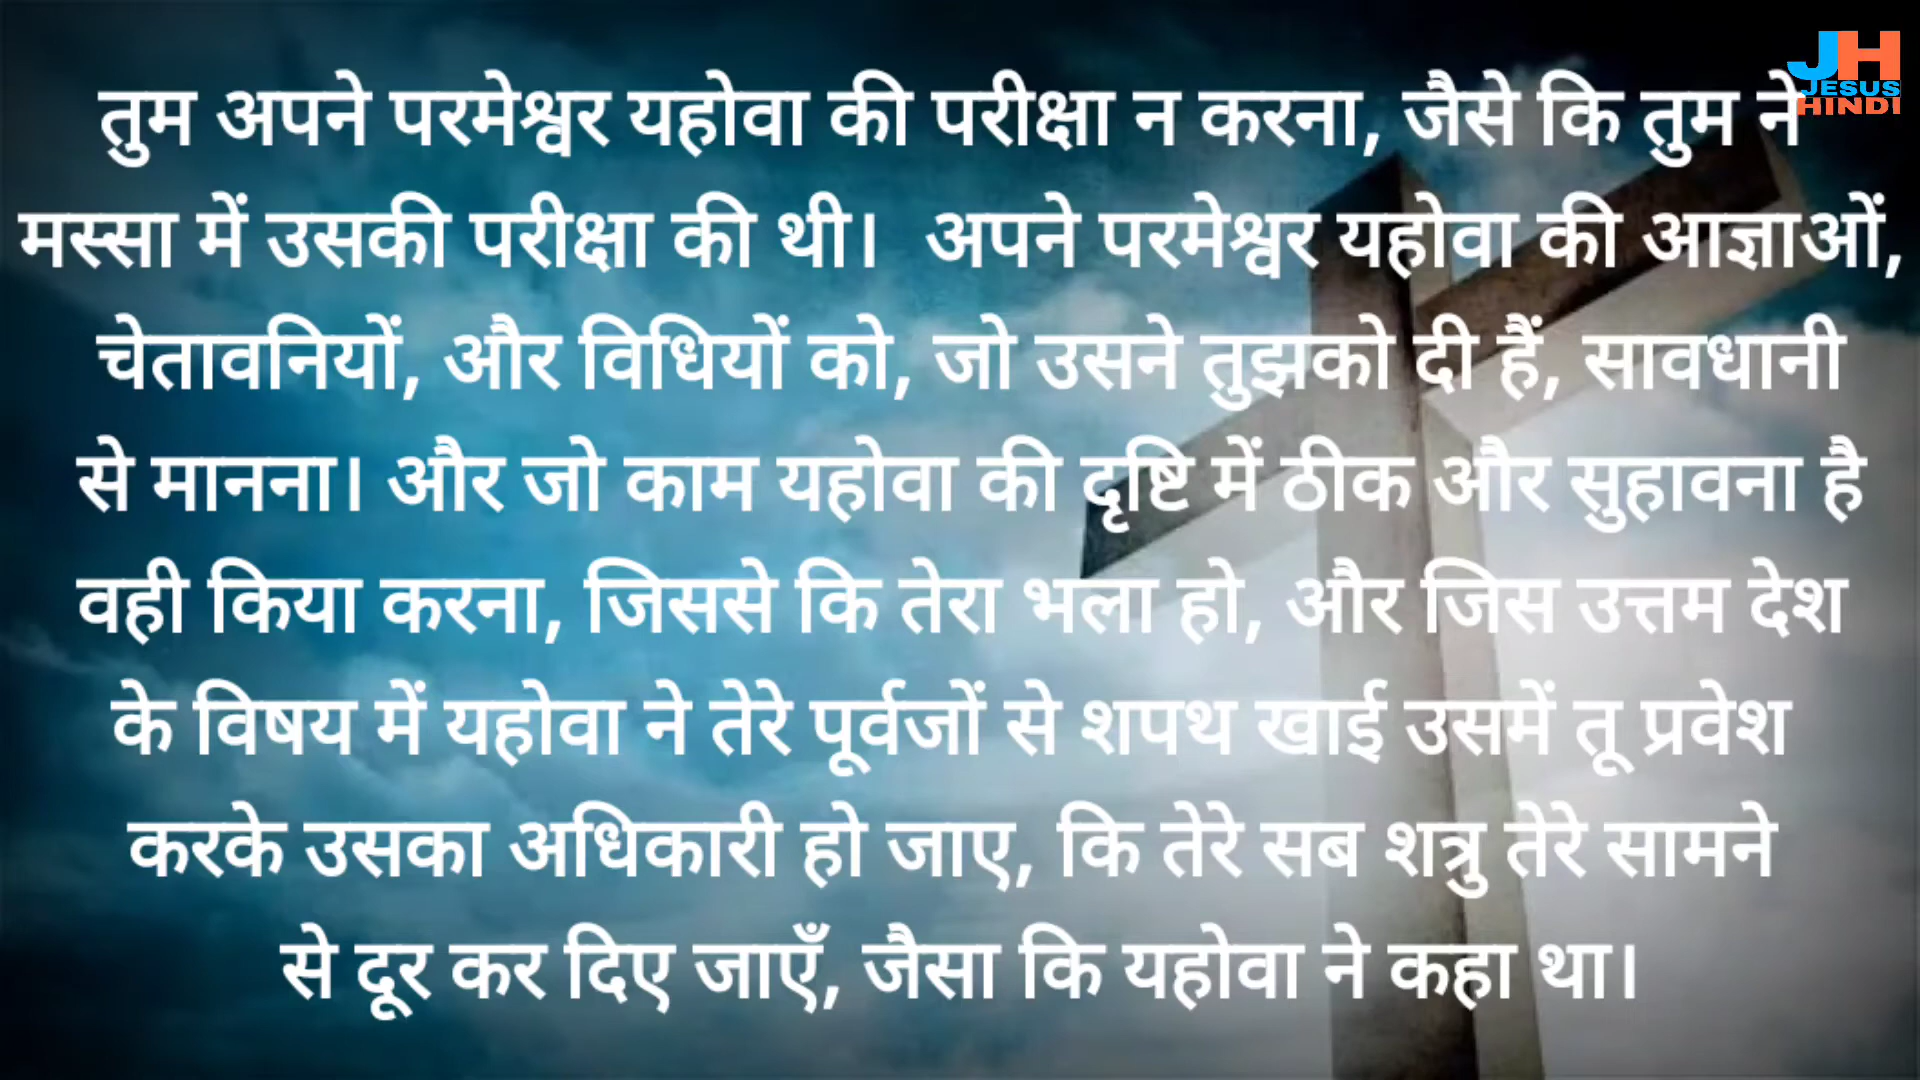 JH
JESUS
HINDI
तुम अपने परमेश्वर यहोवा की परीक्षा न करना, जैसे कि तुम ने
मस्सा में उसकी परीक्षा की थी। अपने परमेश्वर यहोवा की आज्ञाओं,
चेतावनियों, और विधियों को, जो उसने तुझको दी हैं, सावधानी
से मानना। और जो काम यहोवा की दृष्टि में ठीक और सुहावना है
वही किया करना, जिससे कि तेरा भला हो, और जिस उत्तम देश
के विषय में यहोवा ने तेरे पूर्वजों से शपथ खाई उसमें तू प्रवेश
करके उसका अधिकारी हो जाए, कि तेरे सब शत्रु तेरे सामने
से दूर कर दिए जाएँ, जैसा कि यहोवा ने कहा था।